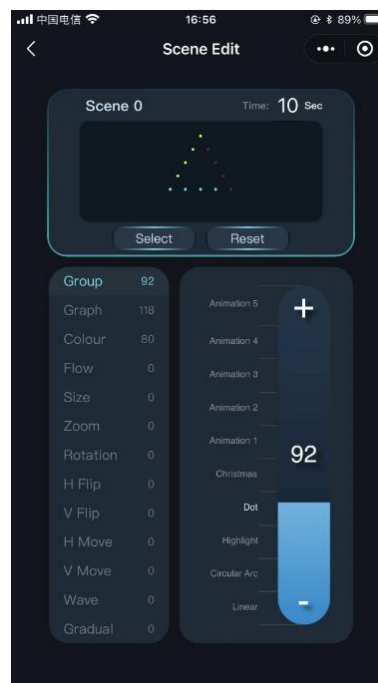 中国电信 16:56 89%
Scene Edit
Scene 0 Time: 10 Sec
Select Reset
Group 92
Graph 118
Colour 80
Flow 0
Size 0
Zoom 0
Rotation 0
H Flip 0
V Flip 0
H Move 0
V Move 0
Wave 0
Gradual 0
+
Animation 5
Animation 4
Animation 3
Animation 2
Animation 1
92
Christmas
Dot
Highlight
Circular Arc
Linear
-